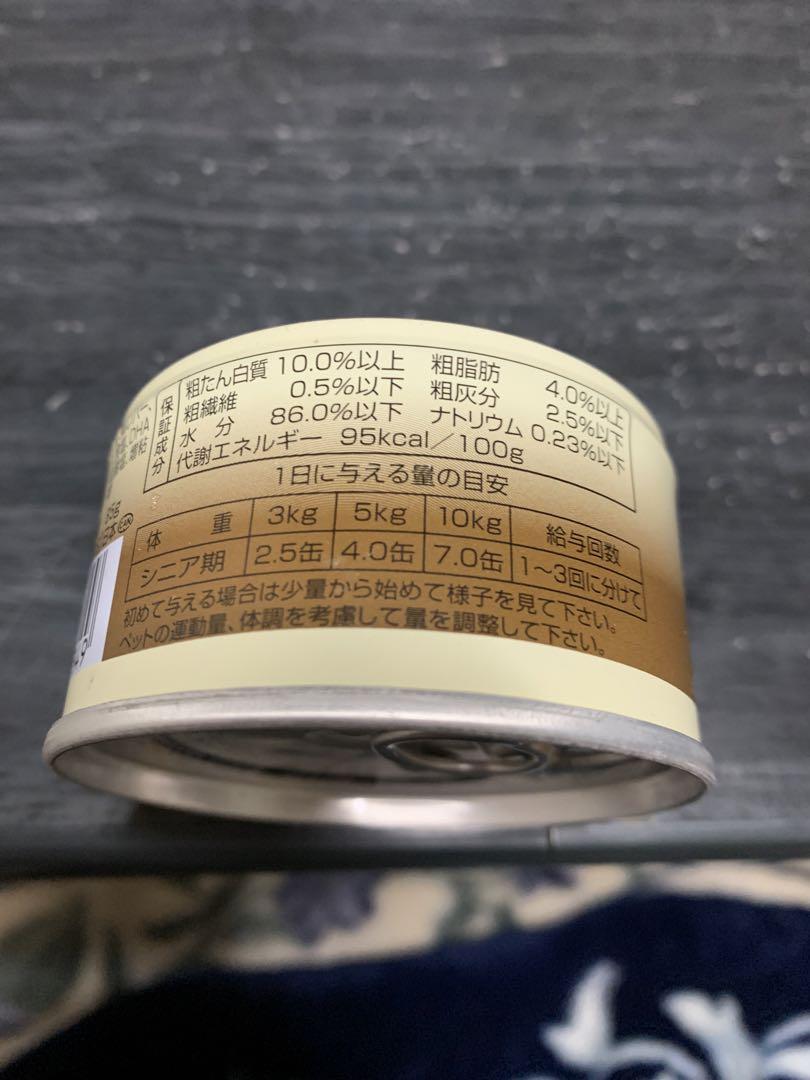 保証成分
粗たん白質 10.0%以上 粗脂肪 4.0%以上
粗繊維 0.5%以下 粗灰分 2.5%以下
水分 86.0%以下 ナトリウム 0.23%以下
代謝エネルギー 95kcal/100g
DHA
1日に与える量の目安
体重 3kg 5kg 10kg 給与回数
シニア期 2.5缶 4.0缶 7.0缶 1~3回に分けて
初めて与える場合は少量から始めて様子を見て下さい。
ペットの運動量、体調を考慮して量を調整して下さい。